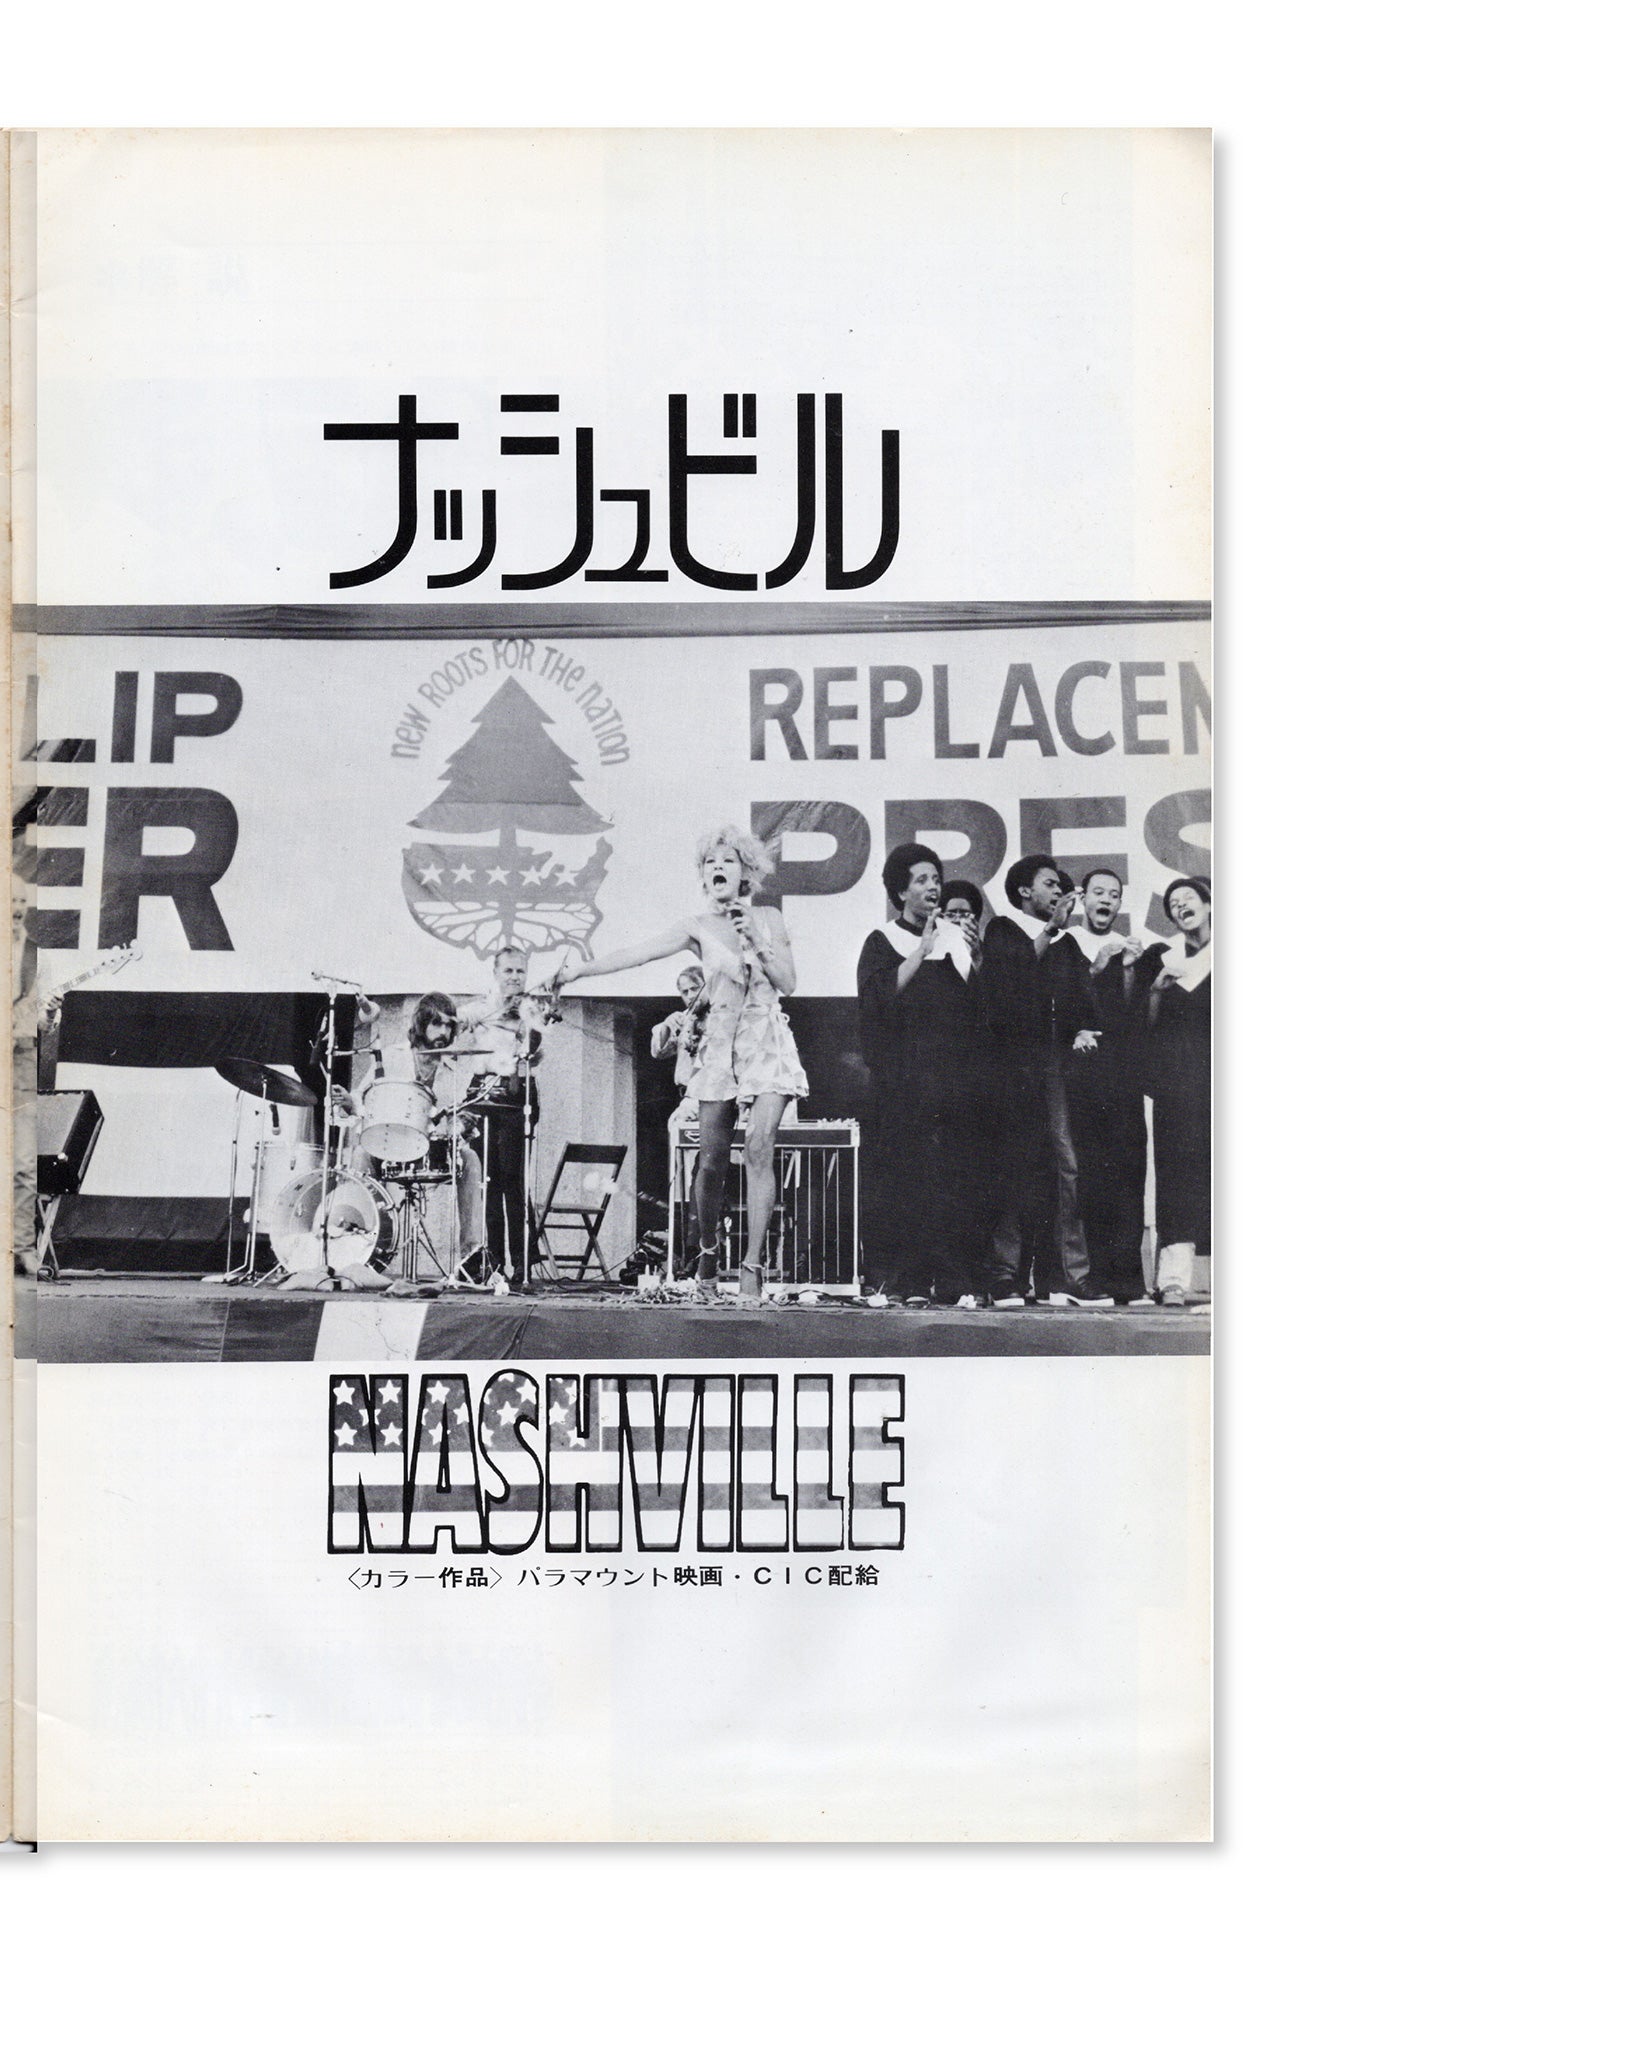 ナッシュビル
new ROOTS FOR THe nation
LIP
REPLACEM
ER
PRES
NASHVILLE
〈カラー作品〉パラマウント映画・CIC配給